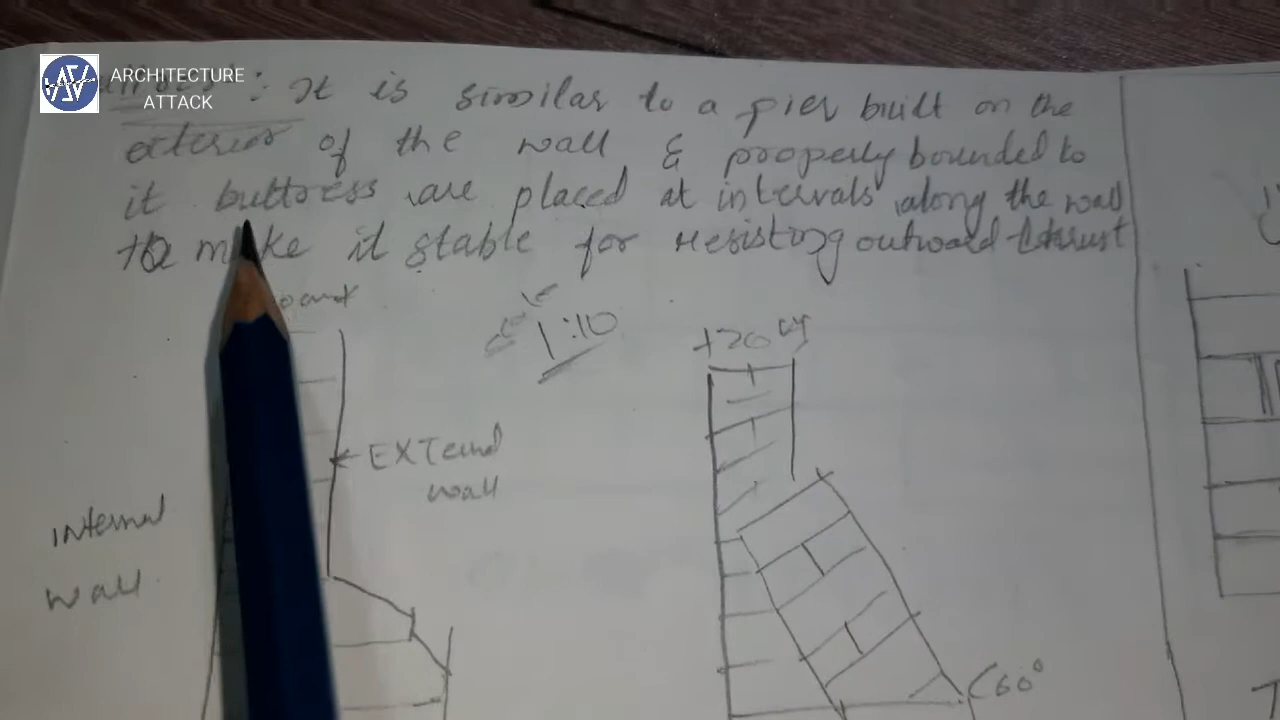 ARCHITECTURE
ATTACK
: It is similar to a pier built on the
exterior of the wall & properly bounded to
it buttress are placed at intervals along the wall
to make it stable for resisting outward thrust
1:10
EXTernal
wall
internal
wall
(60°